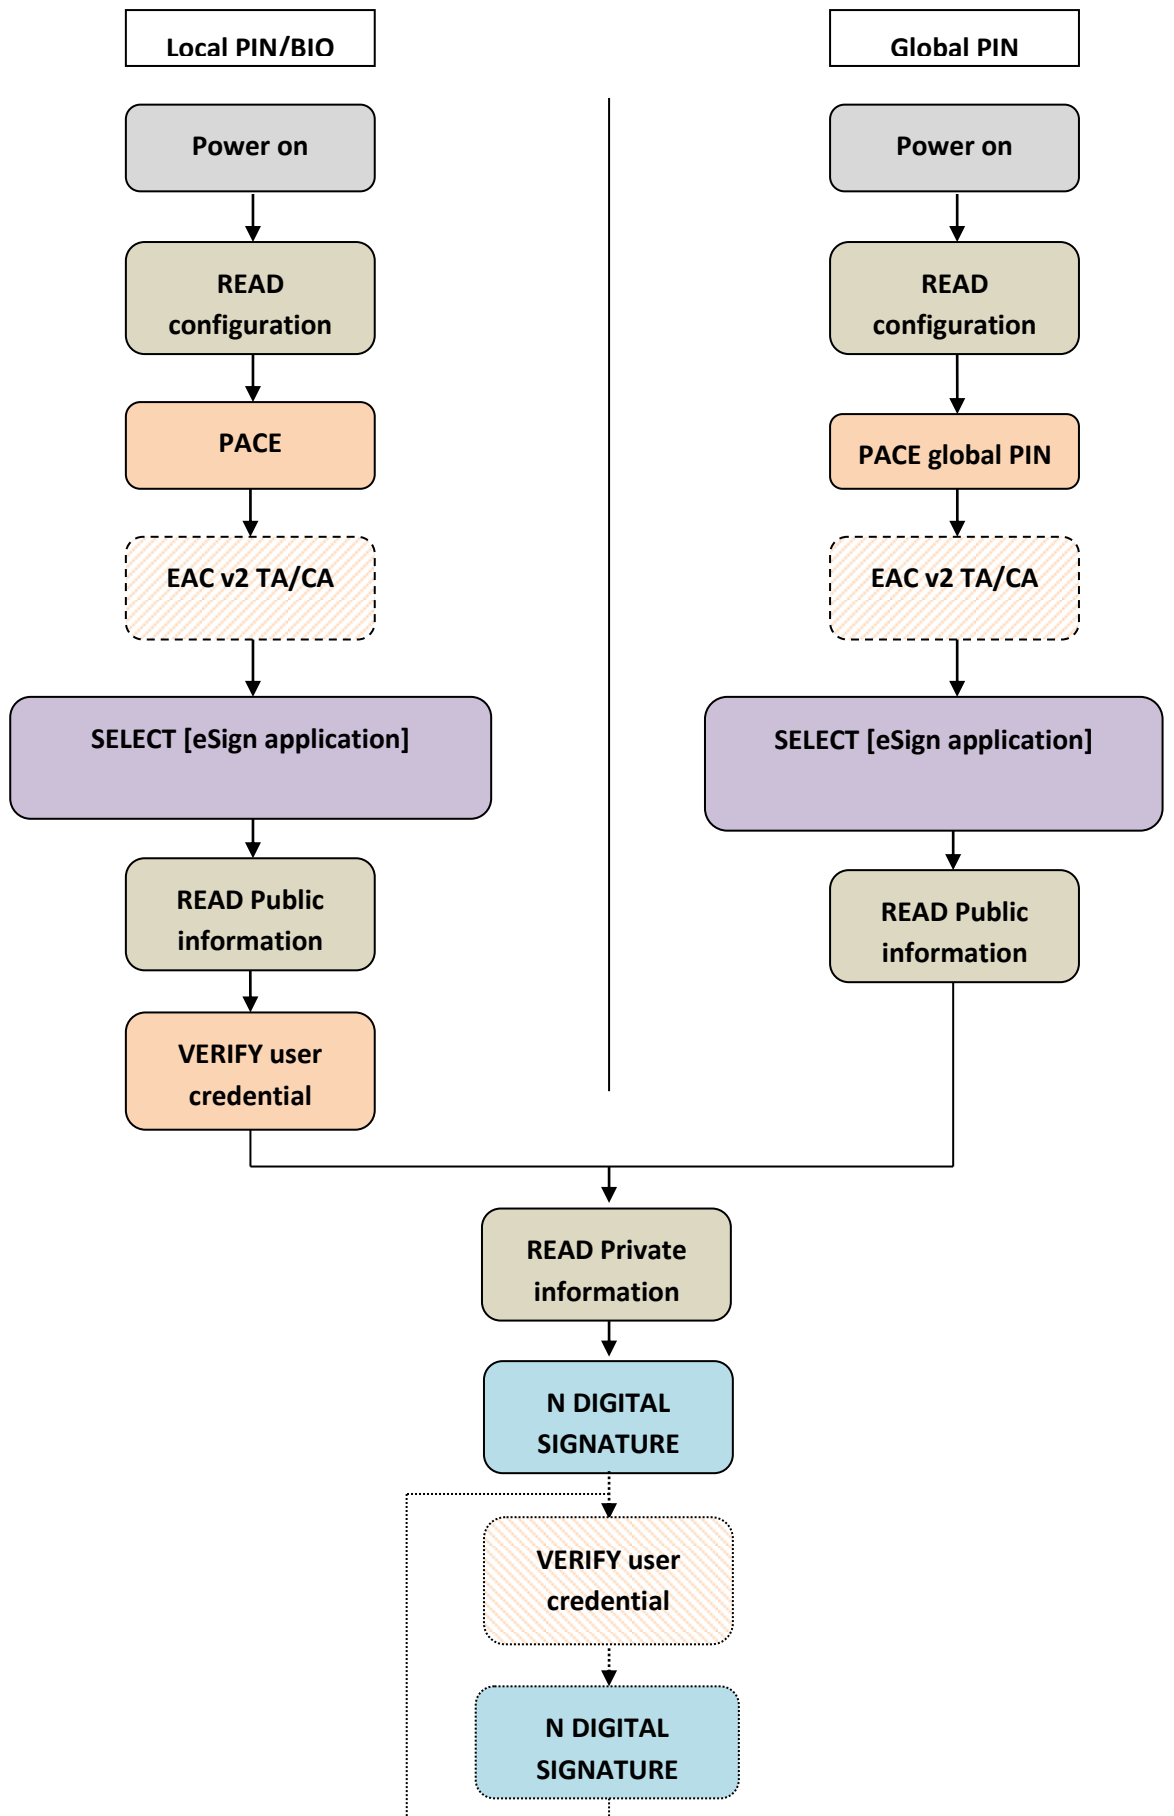 Local PIN/BIO
Power on
READ
configuration
PACE
EAC v2 TA/CA
SELECT [eSign application]
READ Public
information
VERIFY user
credential
Global PIN
Power on
READ
configuration
PACE global PIN
EAC v2 TA/CA
SELECT [eSign application]
READ Public
information
READ Private
information
N DIGITAL
SIGNATURE
VERIFY user
credential
N DIGITAL
SIGNATURE